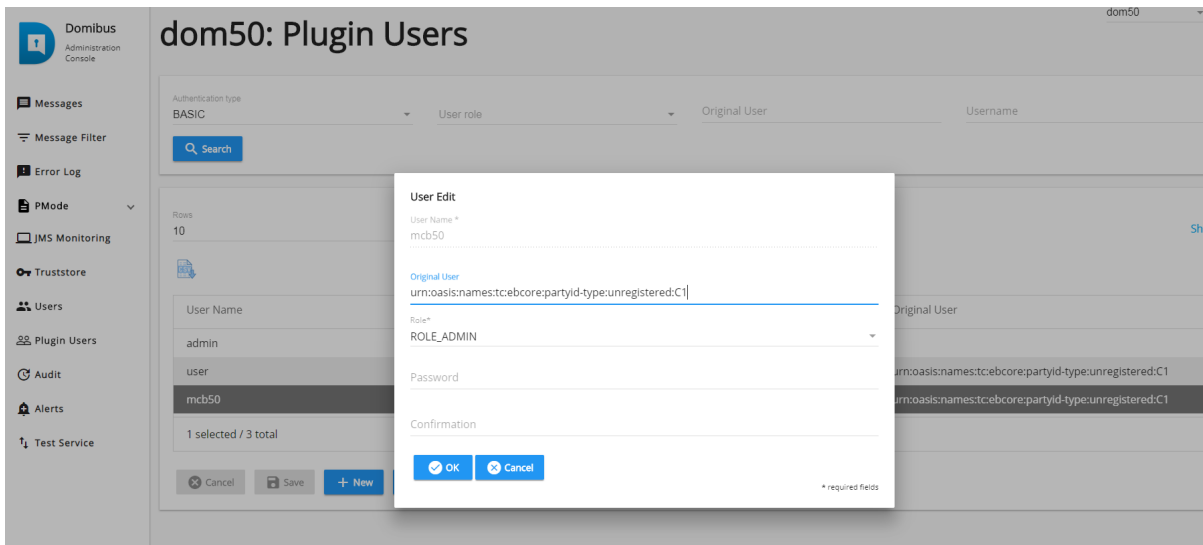 dom50
Domibus
Administration
Console
dom50: Plugin Users
Messages
Message Filter
Error Log
PMode
JMS Monitoring
Truststore
Users
Plugin Users
Audit
Alerts
Test Service
Authentication type
BASIC
User role
Original User
Username
Search
Rows
10
Sh
User Name
Original User
admin
user
urn:oasis:names:tc:ebcore:partyid-type:unregistered:C1
mcb50
urn:oasis:names:tc:ebcore:partyid-type:unregistered:C1
1 selected / 3 total
Cancel
Save
+ New
User Edit
User Name *
mcb50
Original User
urn:oasis:names:tc:ebcore:partyid-type:unregistered:C1
Role*
ROLE_ADMIN
Password
Confirmation
OK
Cancel
* required fields